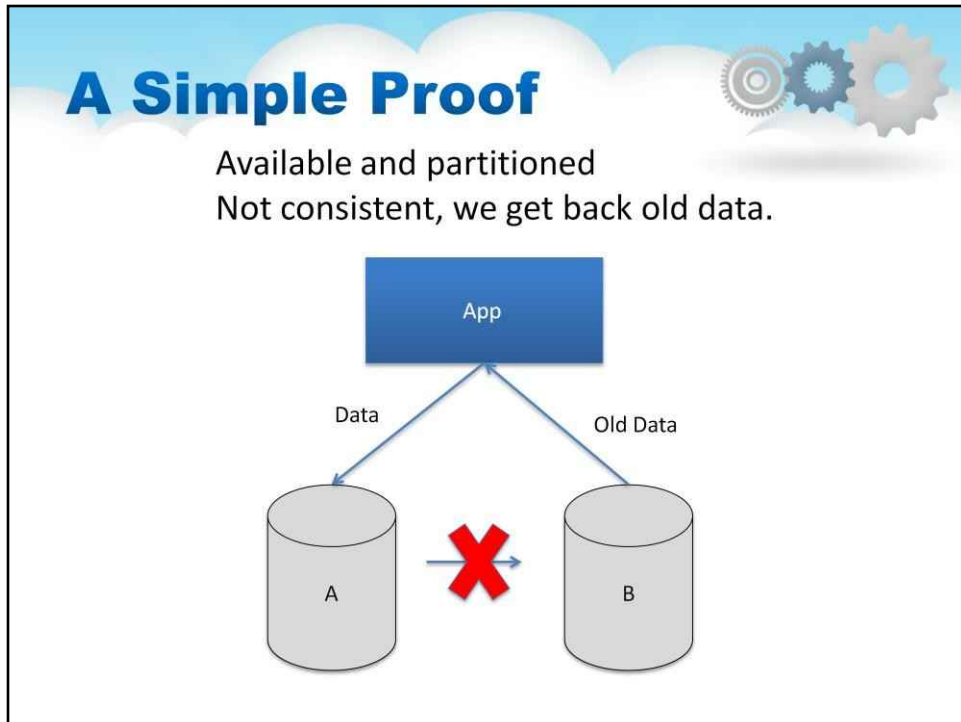 A Simple Proof
Available and partitioned
Not consistent, we get back old data.
App
Data
Old Data
A
B